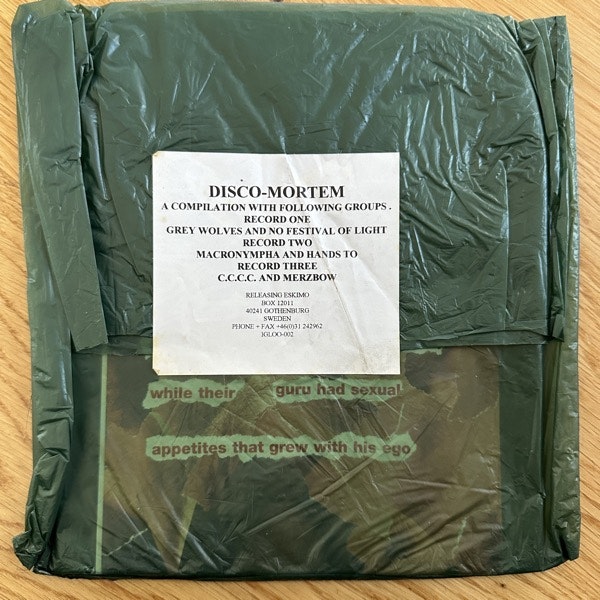 DISCO-MORTEM
A COMPILATION WITH FOLLOWING GROUPS .
RECORD ONE
GREY WOLVES AND NO FESTIVAL OF LIGHT
RECORD TWO
MACRONYMPHA AND HANDS TO
RECORD THREE
C.C.C.C. AND MERZBOW
RELEASING ESKIMO
BOX 12011
40241 GOTHENBURG
SWEDEN
PHONE + FAX +46(0)31 242962
IGLOO-002
while their guru had sexual
appetites that grew with his ego